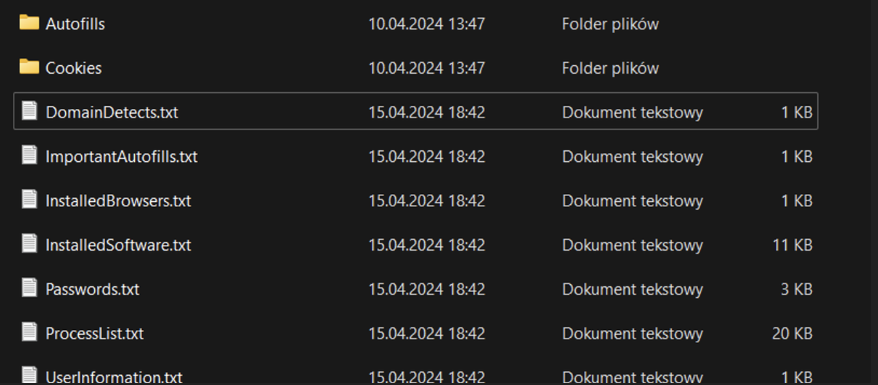 Autofills 10.04.2024 13:47 Folder plików
Cookies 10.04.2024 13:47 Folder plików
DomainDetects.txt 15.04.2024 18:42 Dokument tekstowy 1 KB
ImportantAutofills.txt 15.04.2024 18:42 Dokument tekstowy 1 KB
InstalledBrowsers.txt 15.04.2024 18:42 Dokument tekstowy 1 KB
InstalledSoftware.txt 15.04.2024 18:42 Dokument tekstowy 11 KB
Passwords.txt 15.04.2024 18:42 Dokument tekstowy 3 KB
ProcessList.txt 15.04.2024 18:42 Dokument tekstowy 20 KB
UserInformation.txt 15.04.2024 18:42 Dokument tekstowy 1 KB